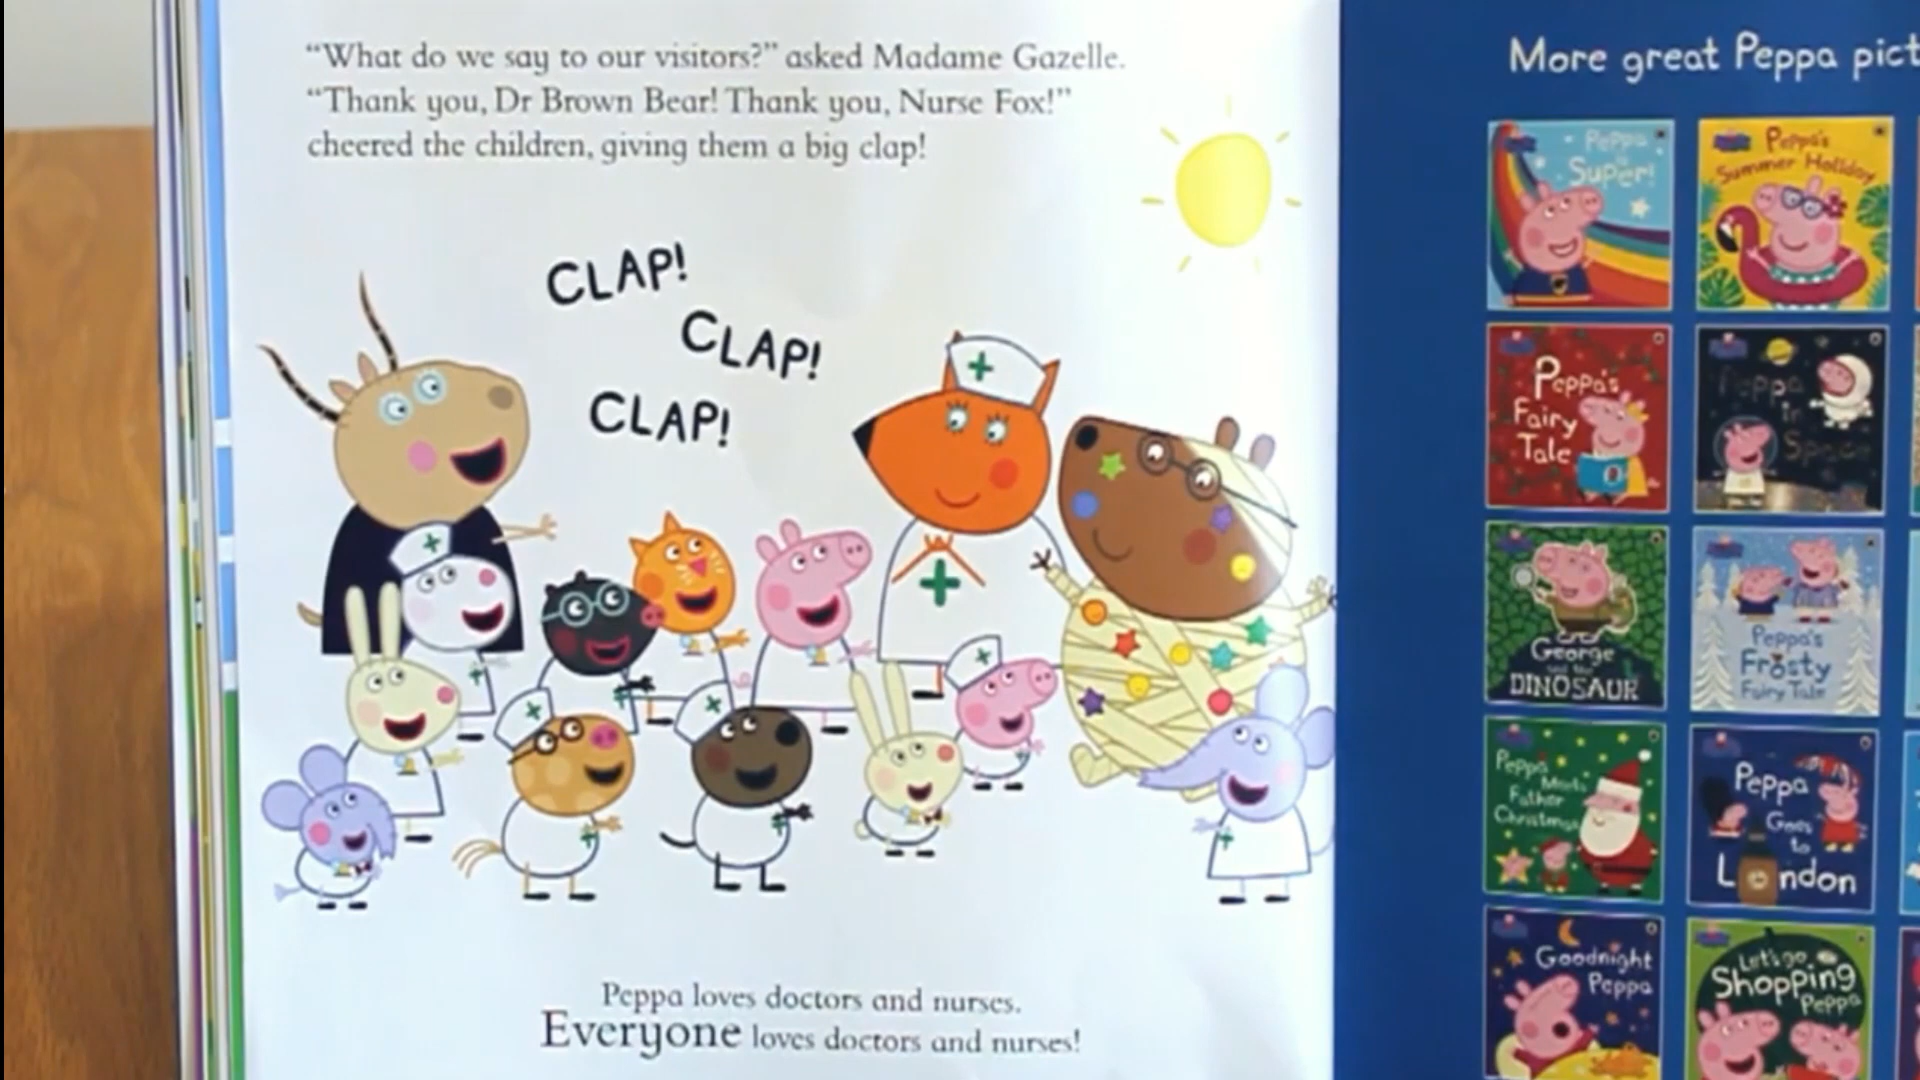 “What do we say to our visitors?” asked Madame Gazelle.
“Thank you, Dr Brown Bear! Thank you, Nurse Fox!”
cheered the children, giving them a big clap!
CLAP!
CLAP!
CLAP!
Peppa loves doctors and nurses.
Everyone loves doctors and nurses!
More great Peppa
Peppa
Super!
Peppa's
Summer Holiday
Peppa's
Fairy
Tale
Peppa
in
Space
George
and the
DINOSAUR
Peppa's
Frosty
Fairy Tale
Peppa
Meets
Father
Christmas
Peppa
Goes
to
London
Goodnight
Peppa
Let's go
Shopping
Peppa